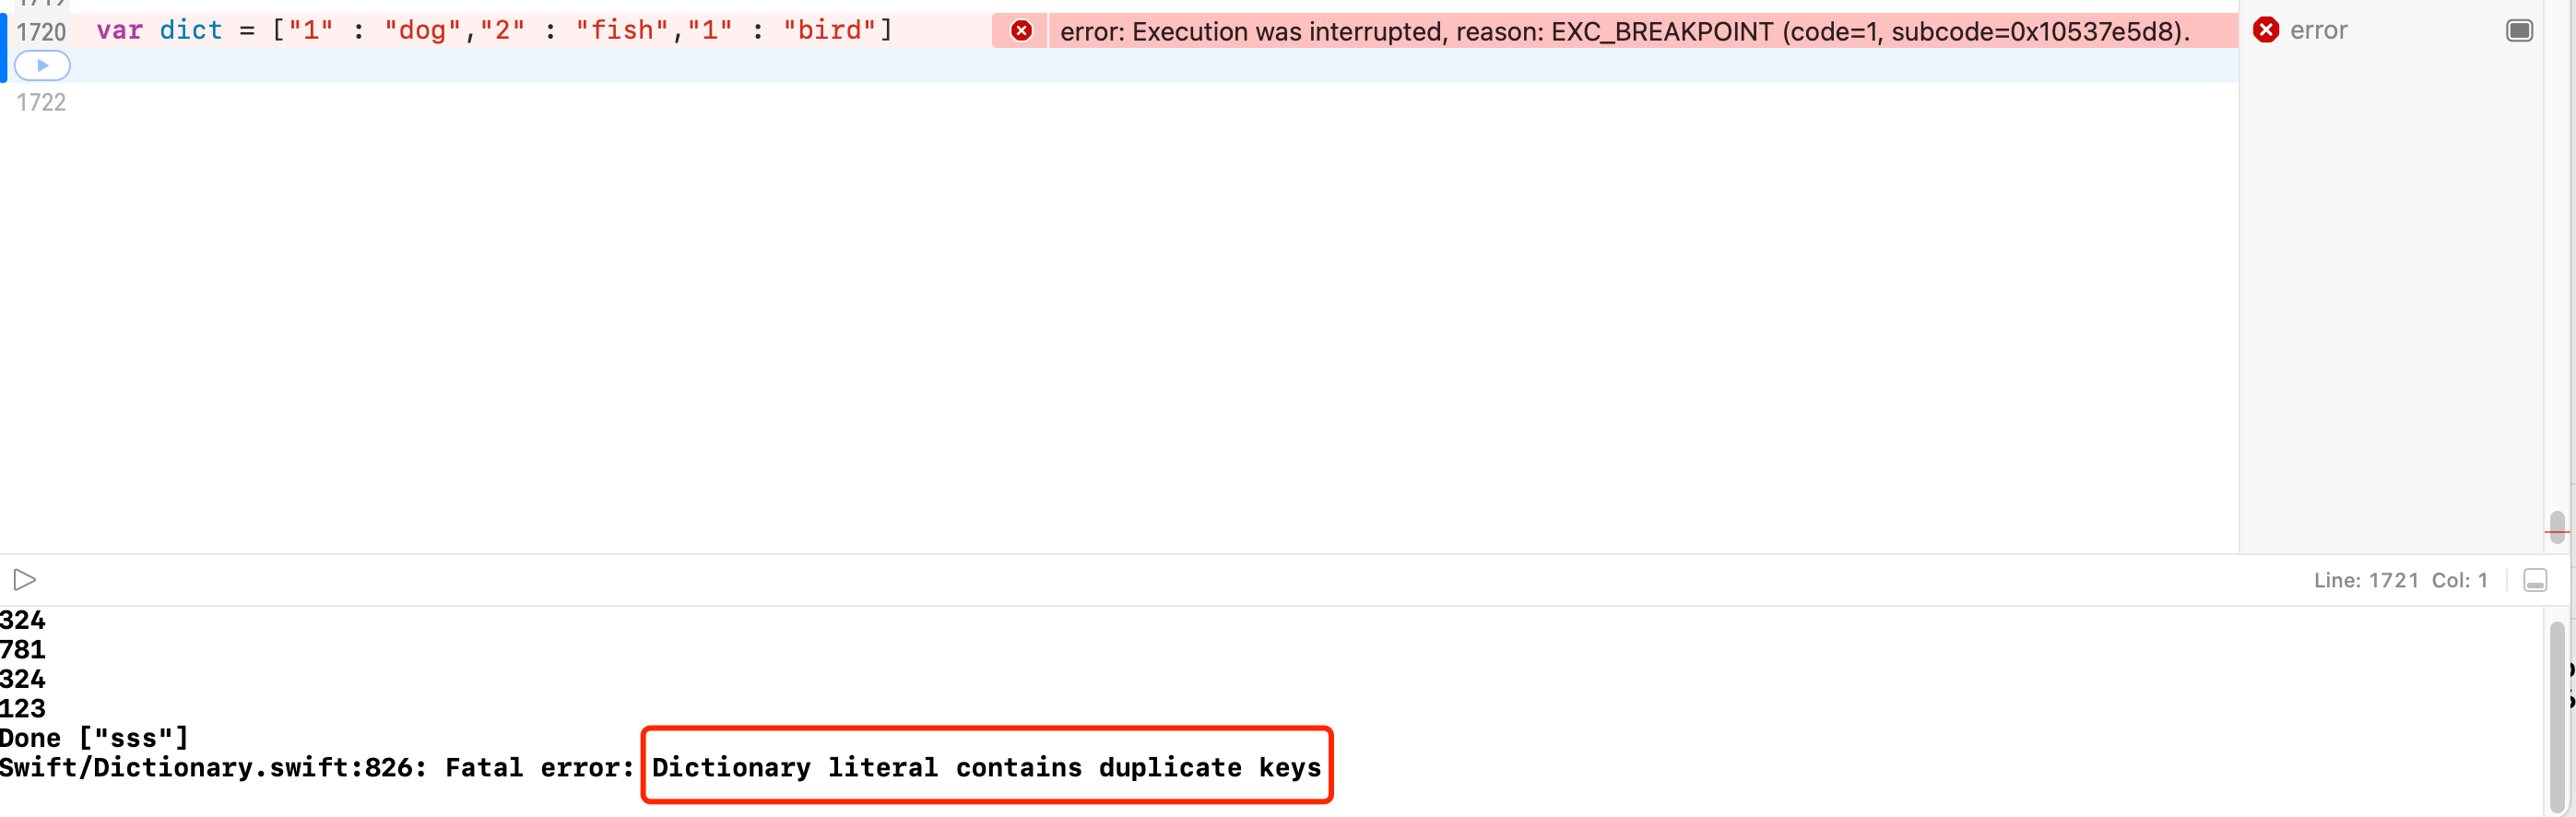 1719
1720 var dict = ["1" : "dog","2" : "fish","1" : "bird"] error: Execution was interrupted, reason: EXC_BREAKPOINT (code=1, subcode=0x10537e5d8). error
1722
Line: 1721 Col: 1
324
781
324
123
Done ["sss"]
Swift/Dictionary.swift:826: Fatal error: Dictionary literal contains duplicate keys